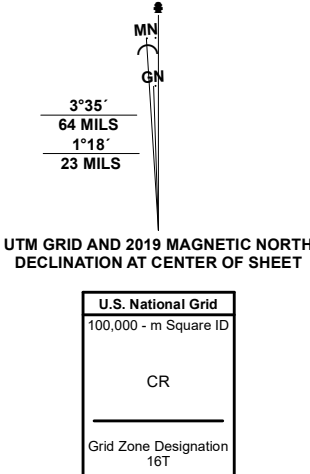 MN
GN
3°35´
64 MILS
1°18´
23 MILS
UTM GRID AND 2019 MAGNETIC NORTH
DECLINATION AT CENTER OF SHEET
U.S. National Grid
100,000 - m Square ID
CR
Grid Zone Designation
16T